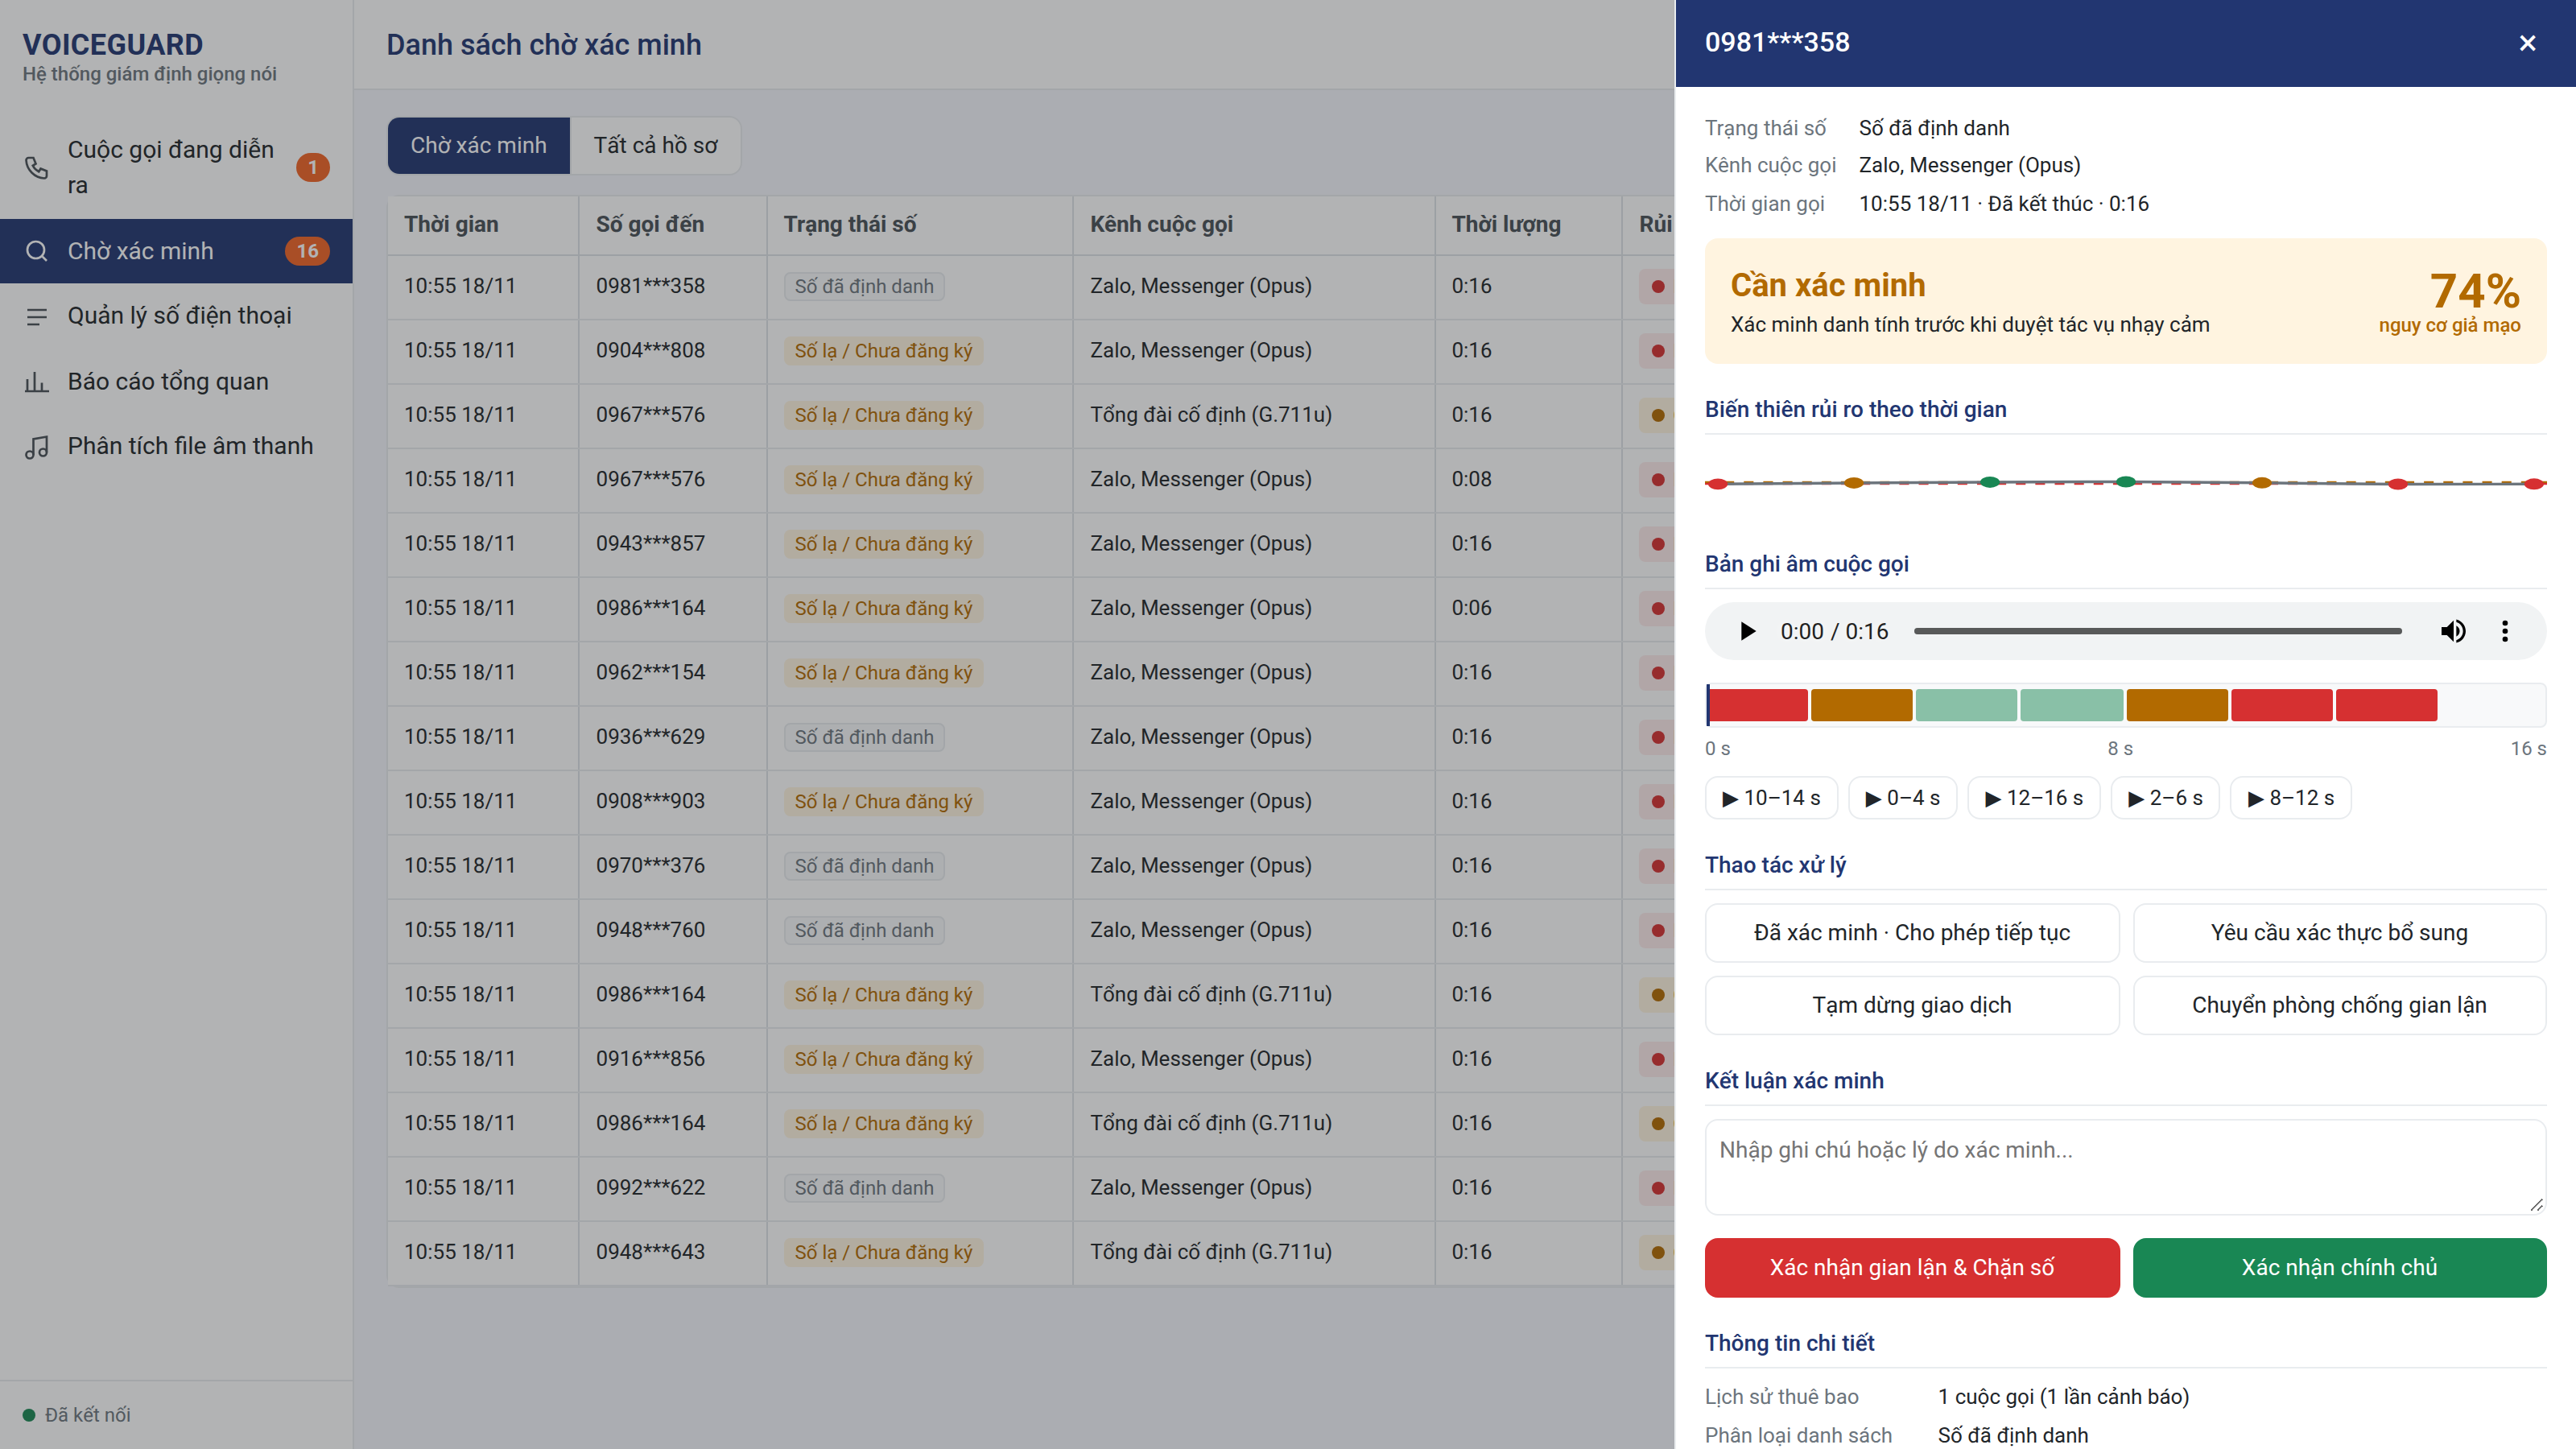 VOICEGUARD
Hệ thống giám định giọng nói
Cuộc gọi đang diễn
ra
1
Chờ xác minh
16
Quản lý số điện thoại
Báo cáo tổng quan
Phân tích file âm thanh
Đã kết nối
Danh sách chờ xác minh
Chờ xác minh
Tất cả hồ sơ
Thời gian Số gọi đến Trạng thái số Kênh cuộc gọi Thời lượng Rủi
10:55 18/11 0981***358 Số đã định danh Zalo, Messenger (Opus) 0:16
10:55 18/11 0904***808 Số lạ / Chưa đăng ký Zalo, Messenger (Opus) 0:16
10:55 18/11 0967***576 Số lạ / Chưa đăng ký Tổng đài cố định (G.711u) 0:16
10:55 18/11 0967***576 Số lạ / Chưa đăng ký Zalo, Messenger (Opus) 0:08
10:55 18/11 0943***857 Số lạ / Chưa đăng ký Zalo, Messenger (Opus) 0:16
10:55 18/11 0986***164 Số lạ / Chưa đăng ký Zalo, Messenger (Opus) 0:06
10:55 18/11 0962***154 Số lạ / Chưa đăng ký Zalo, Messenger (Opus) 0:16
10:55 18/11 0936***629 Số đã định danh Zalo, Messenger (Opus) 0:16
10:55 18/11 0908***903 Số lạ / Chưa đăng ký Zalo, Messenger (Opus) 0:16
10:55 18/11 0970***376 Số đã định danh Zalo, Messenger (Opus) 0:16
10:55 18/11 0948***760 Số đã định danh Zalo, Messenger (Opus) 0:16
10:55 18/11 0986***164 Số lạ / Chưa đăng ký Tổng đài cố định (G.711u) 0:16
10:55 18/11 0916***856 Số lạ / Chưa đăng ký Zalo, Messenger (Opus) 0:16
10:55 18/11 0986***164 Số lạ / Chưa đăng ký Tổng đài cố định (G.711u) 0:16
10:55 18/11 0992***622 Số đã định danh Zalo, Messenger (Opus) 0:16
10:55 18/11 0948***643 Số lạ / Chưa đăng ký Tổng đài cố định (G.711u) 0:16
0981***358 ×
Trạng thái số Số đã định danh
Kênh cuộc gọi Zalo, Messenger (Opus)
Thời gian gọi 10:55 18/11 · Đã kết thúc · 0:16
Cần xác minh
Xác minh danh tính trước khi duyệt tác vụ nhạy cảm
74%
nguy cơ giả mạo
Biến thiên rủi ro theo thời gian
Bản ghi âm cuộc gọi
0:00 / 0:16
0 s 8 s 16 s
▶ 10–14 s ▶ 0–4 s ▶ 12–16 s ▶ 2–6 s ▶ 8–12 s
Thao tác xử lý
Đã xác minh · Cho phép tiếp tục
Yêu cầu xác thực bổ sung
Tạm dừng giao dịch
Chuyển phòng chống gian lận
Kết luận xác minh
Nhập ghi chú hoặc lý do xác minh...
Xác nhận gian lận & Chặn số
Xác nhận chính chủ
Thông tin chi tiết
Lịch sử thuê bao 1 cuộc gọi (1 lần cảnh báo)
Phân loại danh sách Số đã định danh